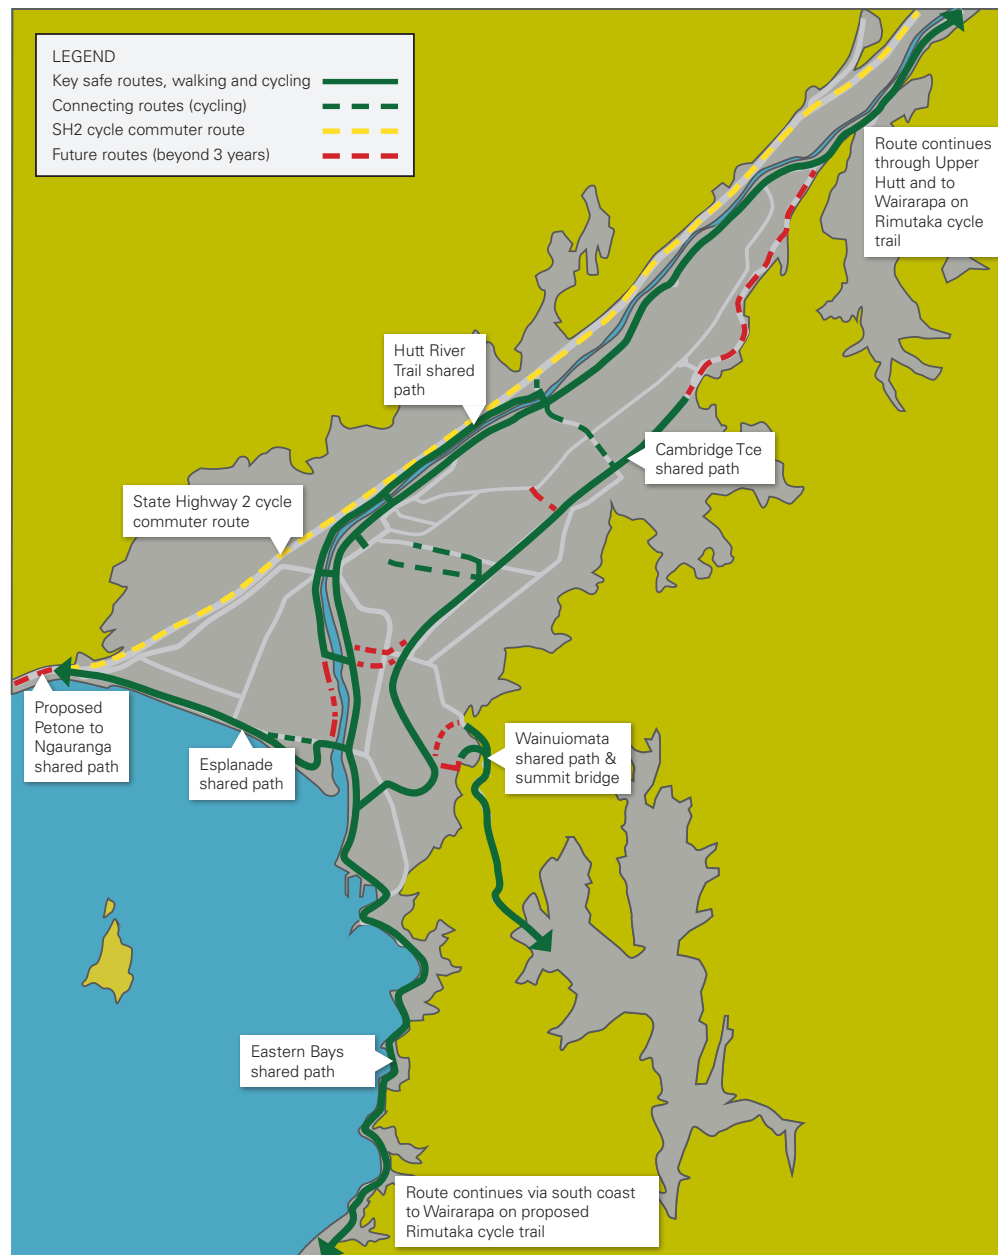 LEGEND
Key safe routes, walking and cycling
Connecting routes (cycling)
SH2 cycle commuter route
Future routes (beyond 3 years)
Route continues
through Upper
Hutt and to
Wairarapa on
Rimutaka cycle
trail
Hutt River
Trail shared
path
Cambridge Tce
shared path
State Highway 2 cycle
commuter route
Proposed
Petone to
Ngauranga
shared path
Esplanade
shared path
Wainuiomata
shared path &
summit bridge
Eastern Bays
shared path
Route continues via south coast
to Wairarapa on proposed
Rimutaka cycle trail